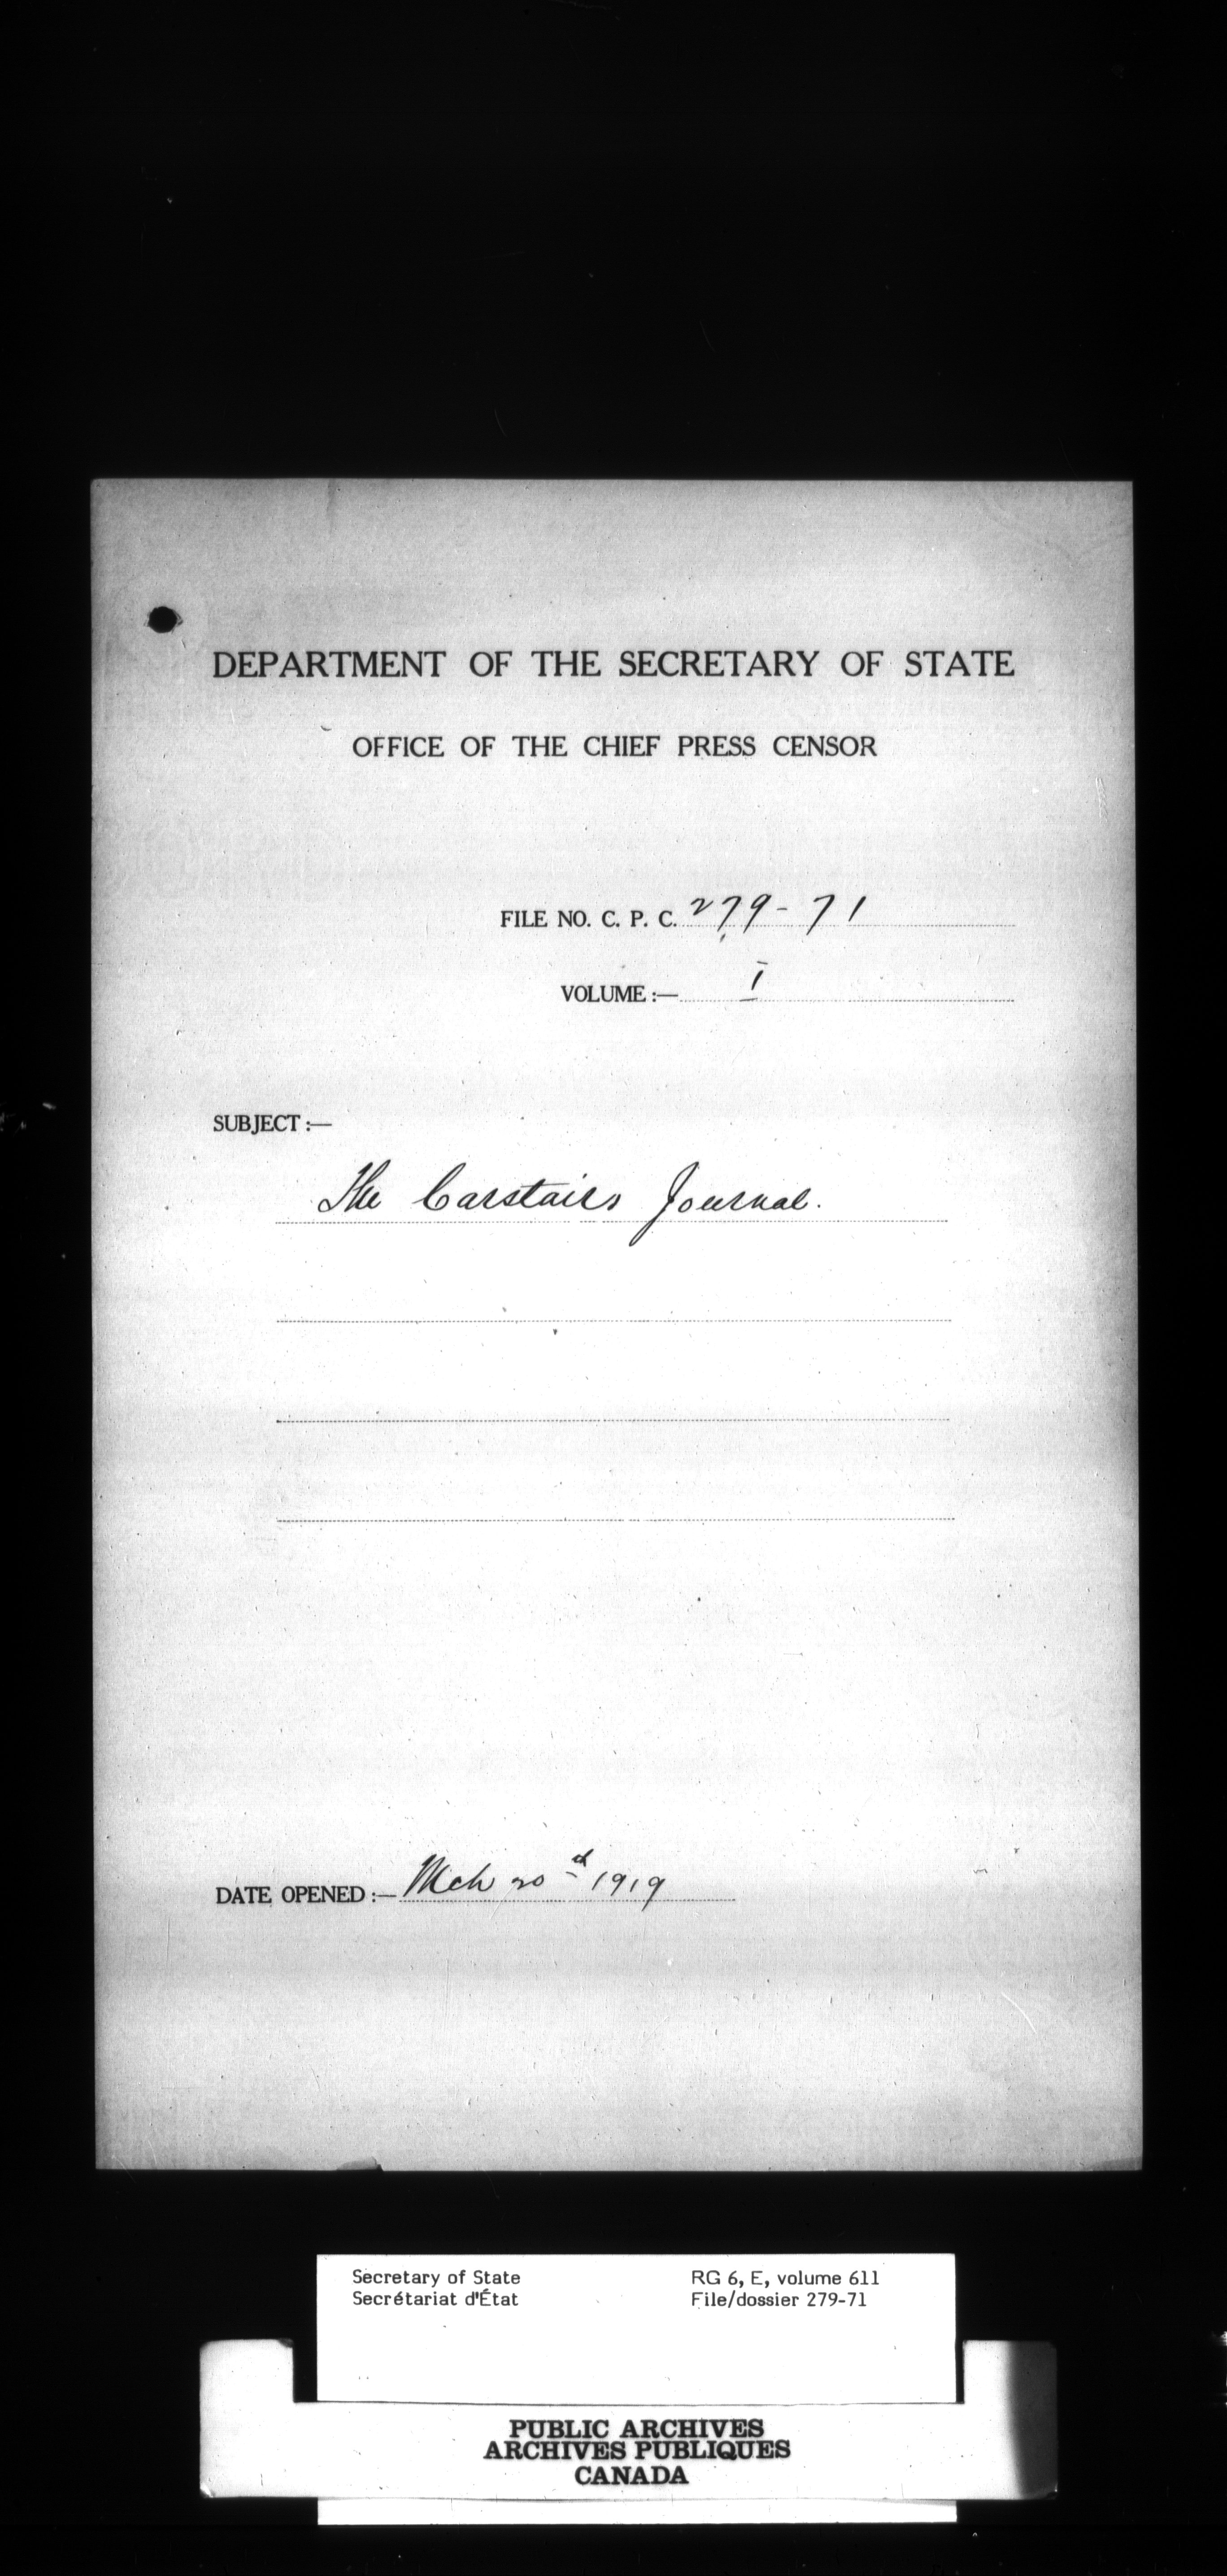 DEPARTMENT OF THE SECRETARY OF STATE
OFFICE OF THE CHIEF PRESS CENSOR
FILE NO. C. P. C. 279-71
VOLUME :— I
SUBJECT :—
The Carstairs Journal.
DATE OPENED :— Mch 20 d 1919
Secretary of State
Secrétariat d'État
RG 6, E, volume 611
File/dossier 279-71
PUBLIC ARCHIVES
ARCHIVES PUBLIQUES
CANADA